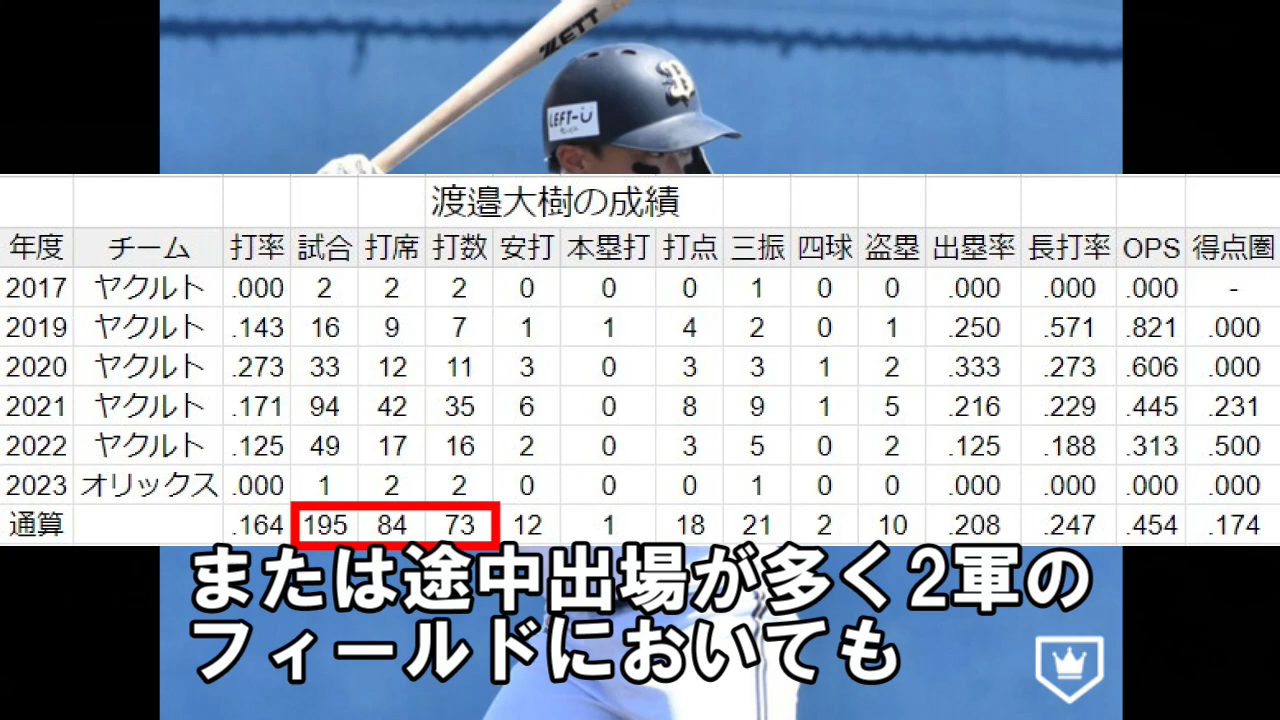 ZETT
B
LEFT-U
渡邉大樹の成績
年度 チーム 打率 試合 打席 打数 安打 本塁打 打点 三振 四球 盗塁 出塁率 長打率 OPS 得点圏
2017 ヤクルト .000 2 2 2 0 0 0 1 0 0 .000 .000 .000 -
2019 ヤクルト .143 16 9 7 1 1 4 2 0 1 .250 .571 .821 .000
2020 ヤクルト .273 33 12 11 3 0 3 3 1 2 .333 .273 .606 .000
2021 ヤクルト .171 94 42 35 6 0 8 9 1 5 .216 .229 .445 .231
2022 ヤクルト .125 49 17 16 2 0 3 5 0 2 .125 .188 .313 .500
2023 オリックス .000 1 2 2 0 0 0 1 0 0 .000 .000 .000 .000
通算 .164 195 84 73 12 1 18 21 2 10 .208 .247 .454 .174
または途中出場が多く2軍の
フィールドにおいても